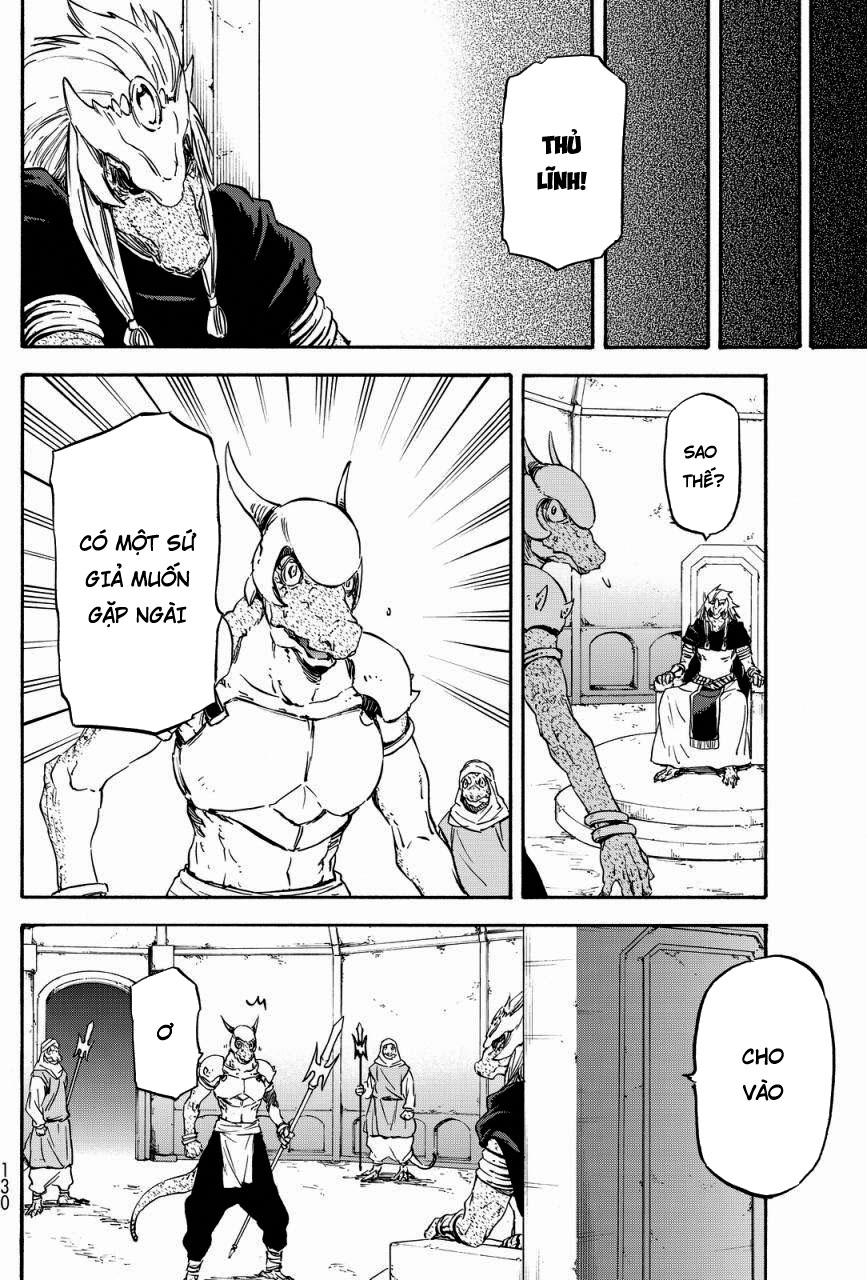 THỦ
LĨNH!
SAO
THẾ?
CÓ MỘT SỨ
GIẢ MUỐN
GẶP NGÀI
CHO
VÀO
Ơ
130